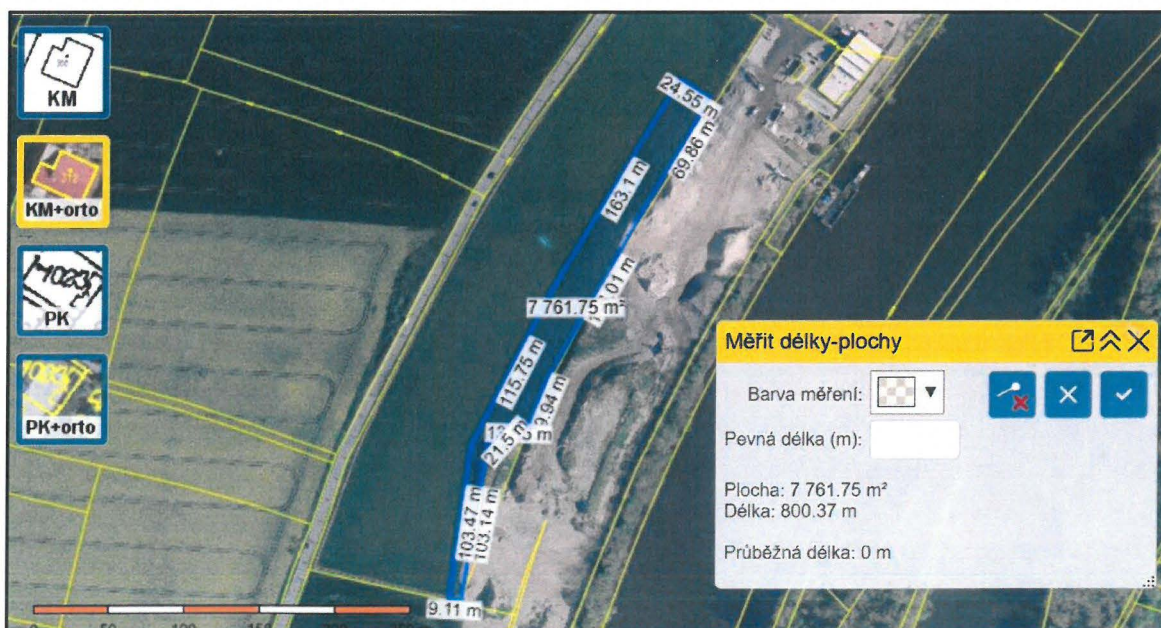 KM
KM+orto
PK
PK+orto
24.55 m
69.86 m
163.1 m
7 761.75 m²
115.75 m
21.5 m
103.47 m
103.14 m
9.11 m
Měřit délky-plochy
Barva měření:
Pevná délka (m):
Plocha: 7 761.75 m²
Délka: 800.37 m
Průběžná délka: 0 m